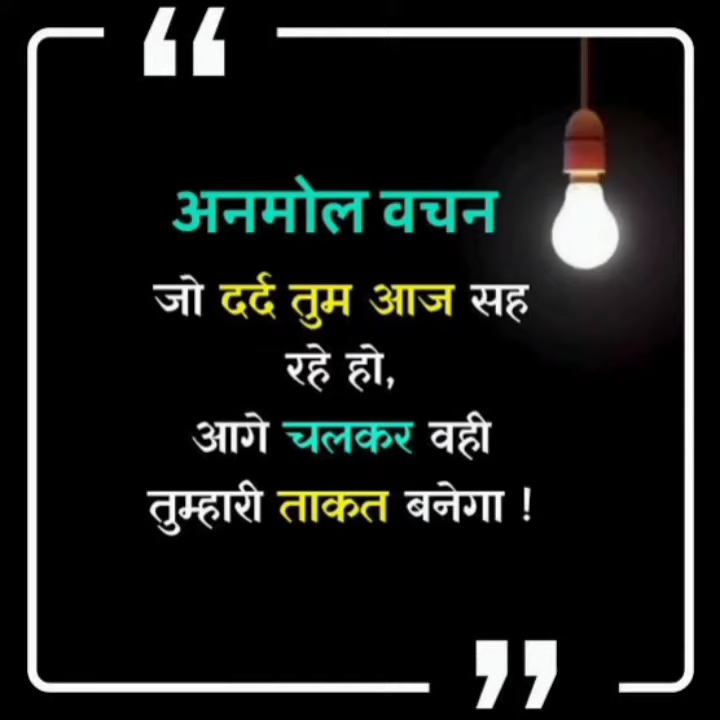 “
अनमोल वचन
जो दर्द तुम आज सह
रहे हो,
आगे चलकर वही
तुम्हारी ताकत बनेगा !
”